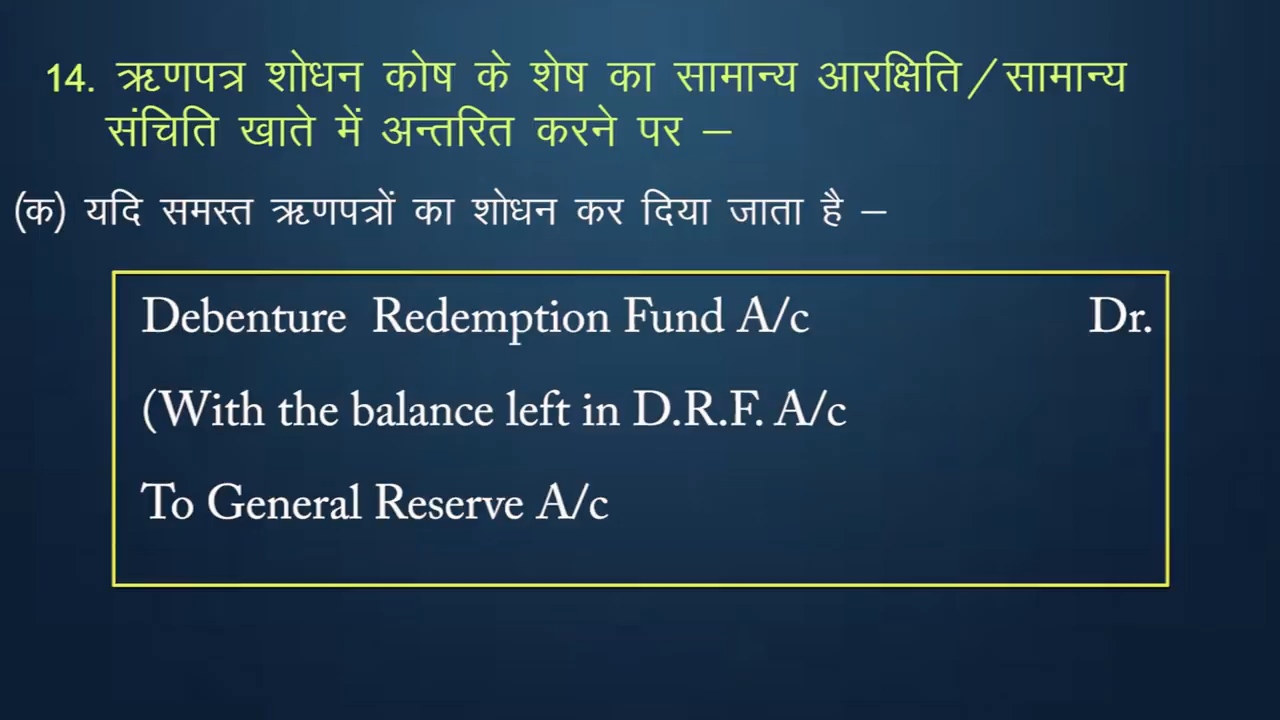 14. ऋणपत्र शोधन कोष के शेष का सामान्य आरक्षिति/सामान्य
संचिति खाते में अन्तरित करने पर –
(क) यदि समस्त ऋणपत्रों का शोधन कर दिया जाता है –
Debenture Redemption Fund A/c Dr.
(With the balance left in D.R.F. A/c
To General Reserve A/c